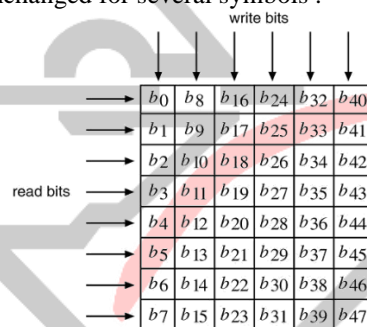 changed for several symbols .
write bits
b0 b8 b16 b24 b32 b40
b1 b9 b17 b25 b33 b41
b2 b10 b18 b26 b34 b42
read bits
b3 b11 b19 b27 b35 b43
b4 b12 b20 b28 b36 b44
b5 b13 b21 b29 b37 b45
b6 b14 b22 b30 b38 b46
b7 b15 b23 b31 b39 b47